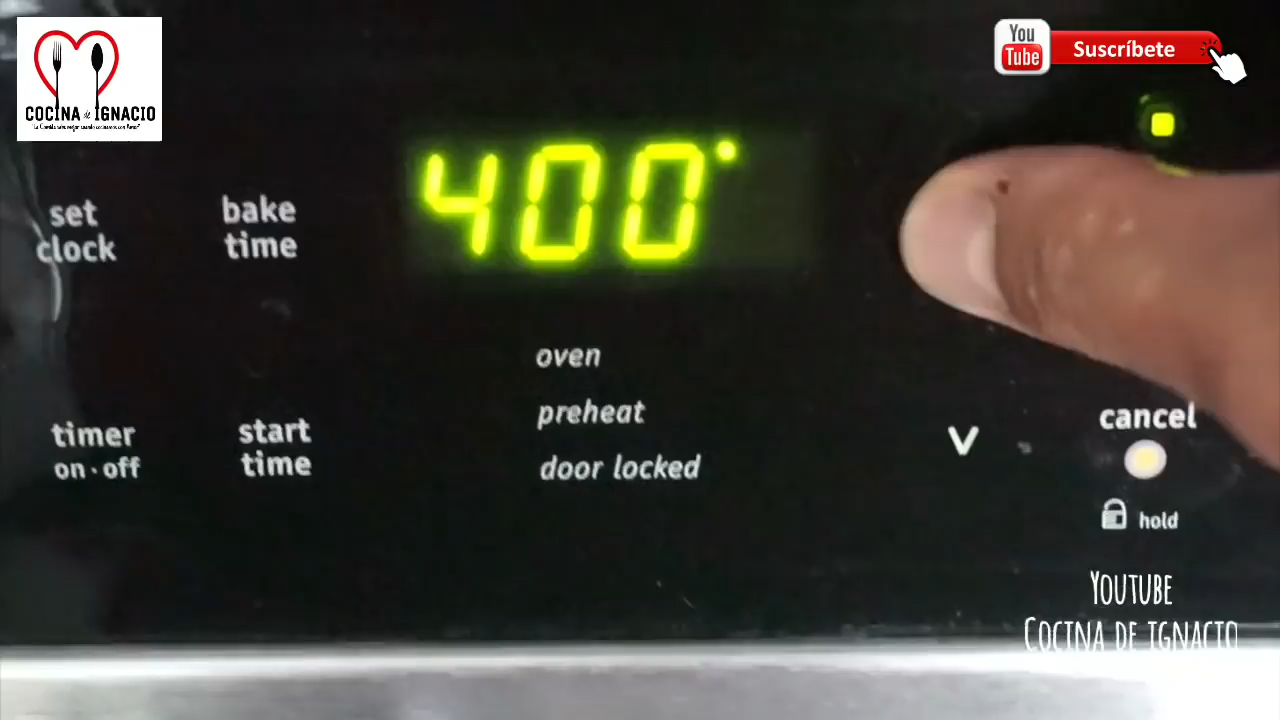 COCINA de IGNACIO
You
Tube
Suscríbete
400°
set
clock
bake
time
oven
preheat
door locked
timer
on·off
start
time
cancel
hold
YOUTUBE
COCINA DE IGNACIO